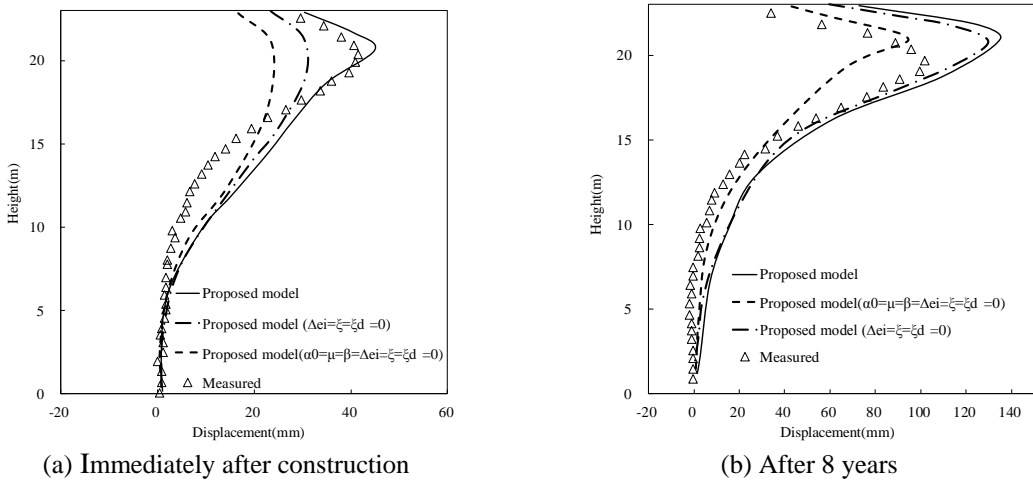 20
15
10
5
0
Height(m)
-20 0 20 40 60
Displacement(mm)
Proposed model
Proposed model (Δei=ξ=ξd =0)
Proposed model(α0=μ=β=Δei=ξ=ξd =0)
Measured
(a) Immediately after construction
20
15
10
5
0
Height(m)
-20 0 20 40 60 80 100 120 140
Displacement(mm)
Proposed model
Proposed model(α0=μ=β=Δei=ξ=ξd =0)
Proposed model (Δei=ξ=ξd =0)
Measured
(b) After 8 years